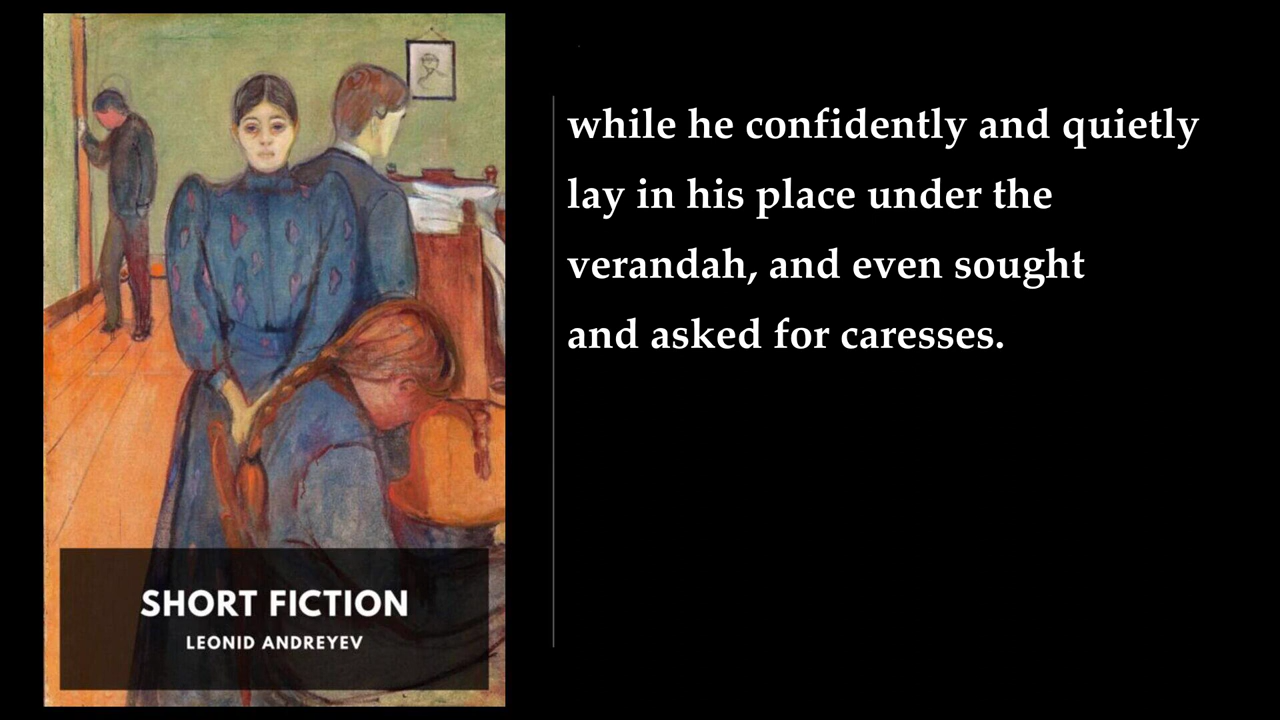 SHORT FICTION
LEONID ANDREYEV
while he confidently and quietly
lay in his place under the
verandah, and even sought
and asked for caresses.